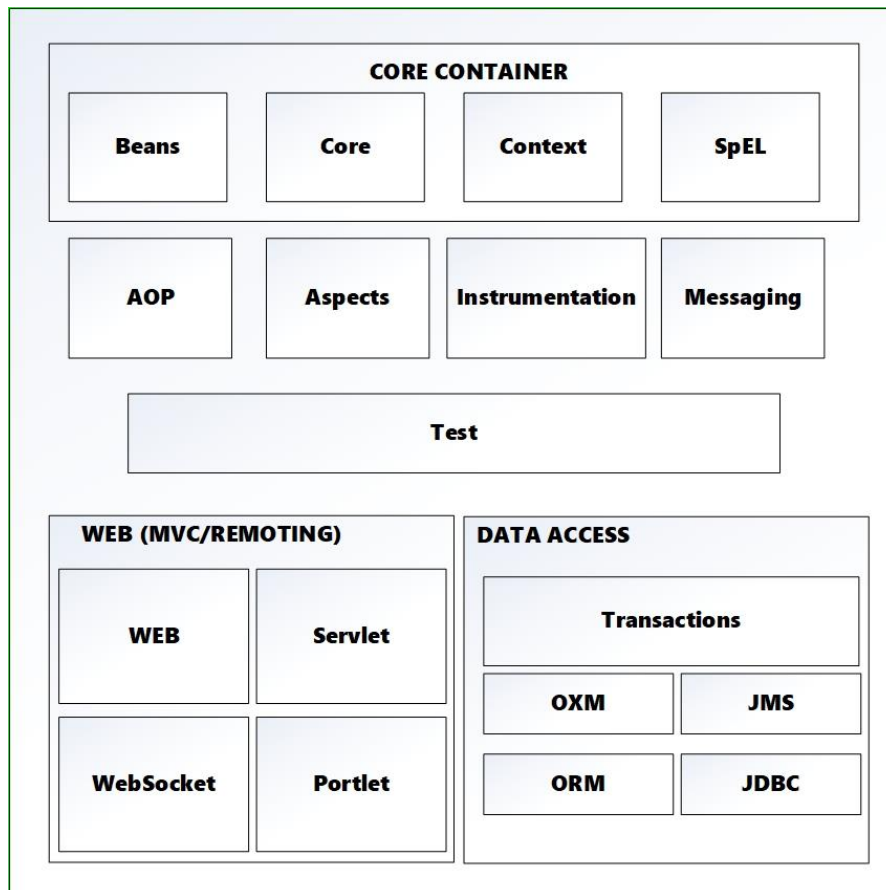 CORE CONTAINER
Beans
Core
Context
SpEL
AOP
Aspects
Instrumentation
Messaging
Test
WEB (MVC/REMOTING)
WEB
Servlet
WebSocket
Portlet
DATA ACCESS
Transactions
OXM
JMS
ORM
JDBC